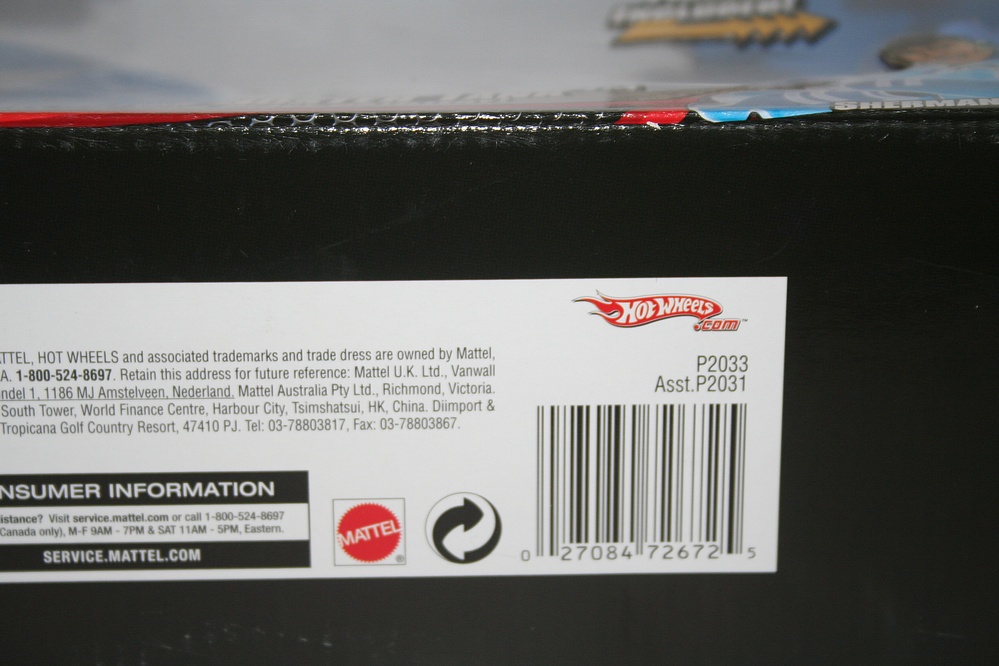 HOT WHEELS
.COM™
TTEL, HOT WHEELS and associated trademarks and trade dress are owned by Mattel,
A. 1-800-524-8697. Retain this address for future reference: Mattel U.K. Ltd., Vanwall
ndel 1, 1186 MJ Amstelveen, Nederland. Mattel Australia Pty Ltd., Richmond, Victoria.
South Tower, World Finance Centre, Harbour City, Tsimshatsui, HK, China. Diimport &
Tropicana Golf Country Resort, 47410 PJ. Tel: 03-78803817, Fax: 03-78803867.
P2033
Asst.P2031
NSUMER INFORMATION
istance? Visit service.mattel.com or call 1-800-524-8697
Canada only), M-F 9AM - 7PM & SAT 11AM - 5PM, Eastern.
SERVICE.MATTEL.COM
MATTEL®
0 27084 72672 5